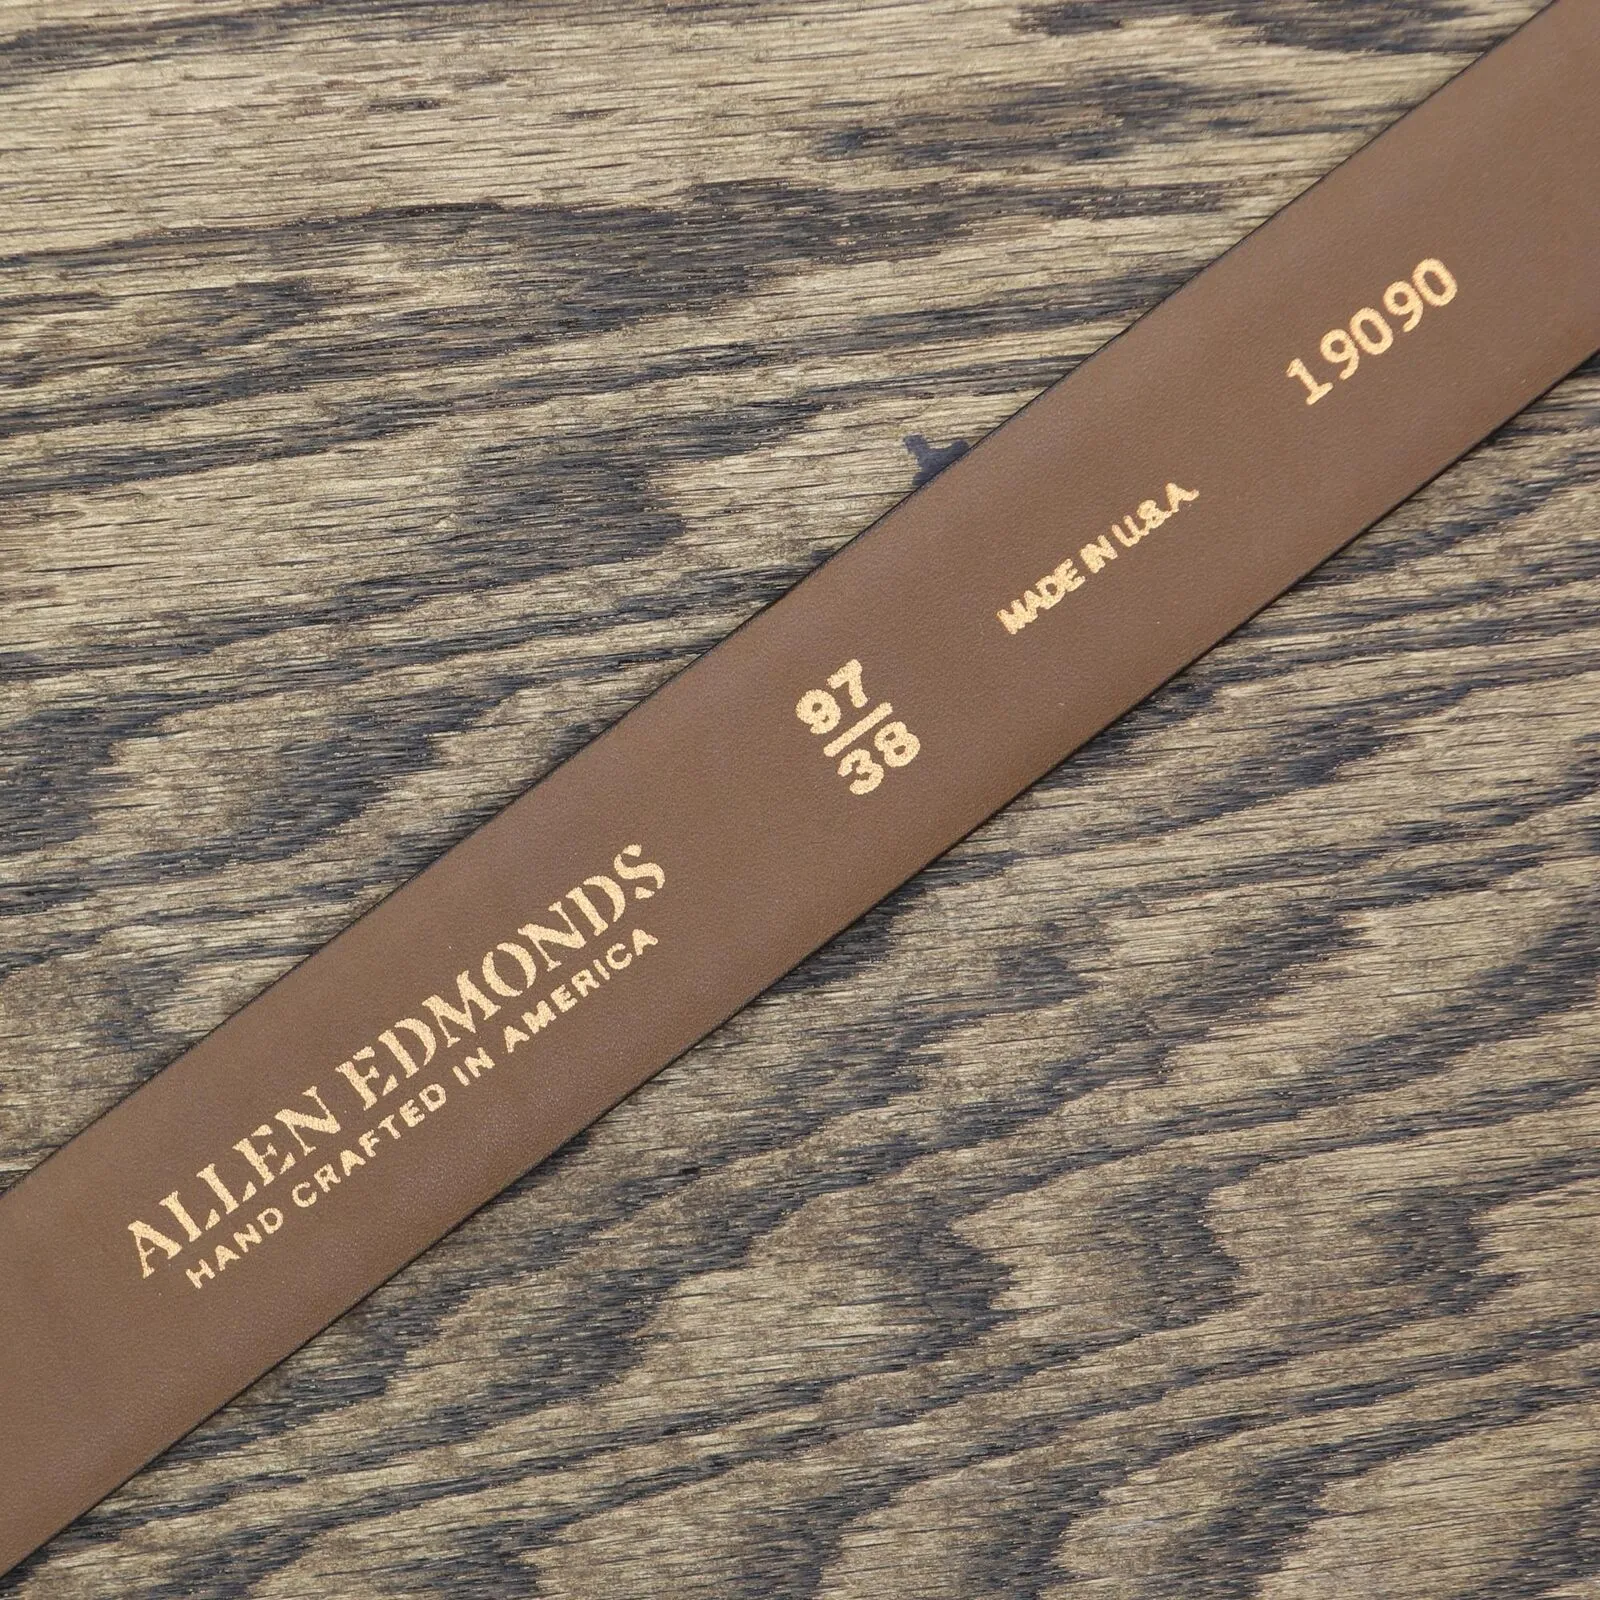 ALLEN EDMONDS
HAND CRAFTED IN AMERICA
97
38
MADE IN U.S.A.
19090